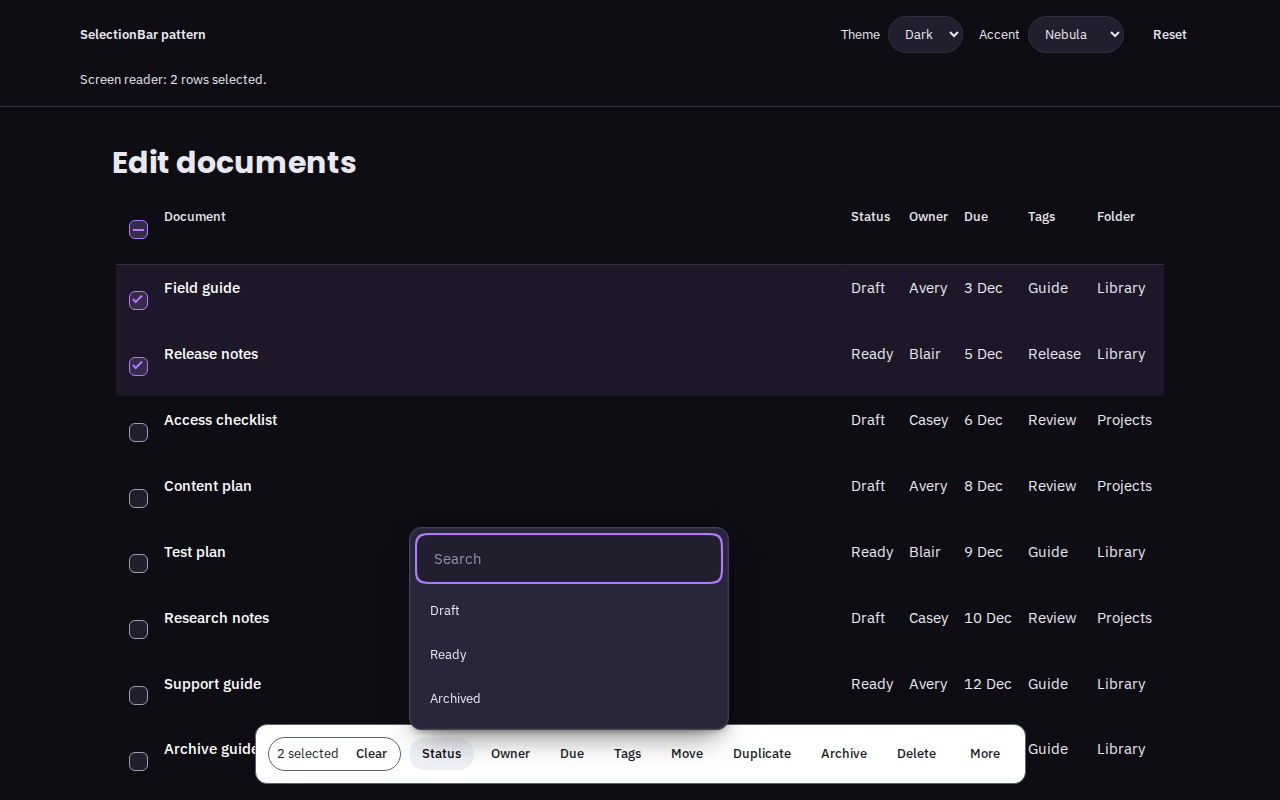 SelectionBar pattern Theme Dark Accent Nebula Reset
Screen reader: 2 rows selected.
Edit documents
Document Status Owner Due Tags Folder
Field guide Draft Avery 3 Dec Guide Library
Release notes Ready Blair 5 Dec Release Library
Access checklist Draft Casey 6 Dec Review Projects
Content plan Draft Avery 8 Dec Review Projects
Test plan Ready Blair 9 Dec Guide Library
Search
Draft
Ready
Archived
Research notes Draft Casey 10 Dec Review Projects
Support guide Ready Avery 12 Dec Guide Library
Archive guide Guide Library
2 selected Clear Status Owner Due Tags Move Duplicate Archive Delete More